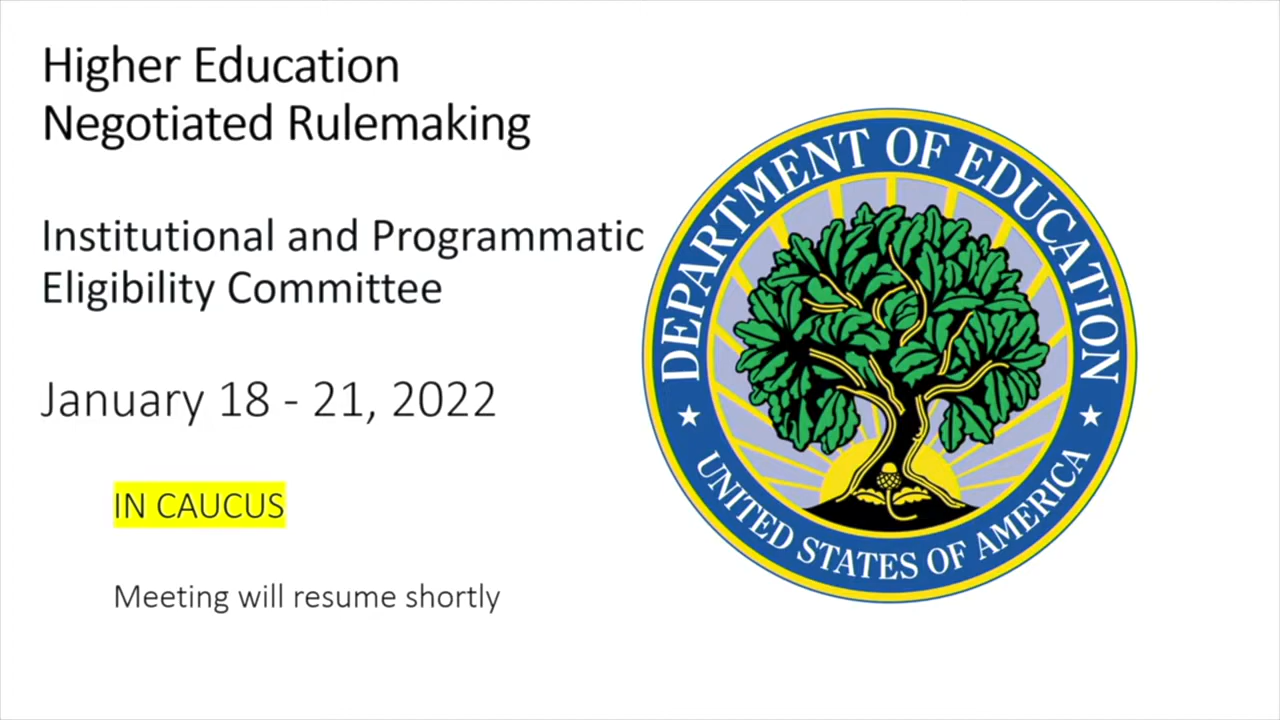 Higher Education
Negotiated Rulemaking
Institutional and Programmatic
Eligibility Committee
January 18 - 21, 2022
IN CAUCUS
Meeting will resume shortly
DEPARTMENT OF EDUCATION
UNITED STATES OF AMERICA